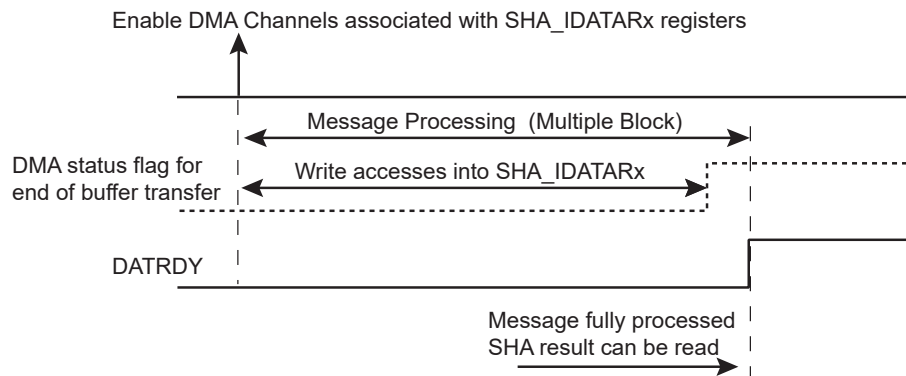 Enable DMA Channels associated with SHA_IDATARx registers
Message Processing (Multiple Block)
DMA status flag for
end of buffer transfer
Write accesses into SHA_IDATARx
DATRDY
Message fully processed
SHA result can be read